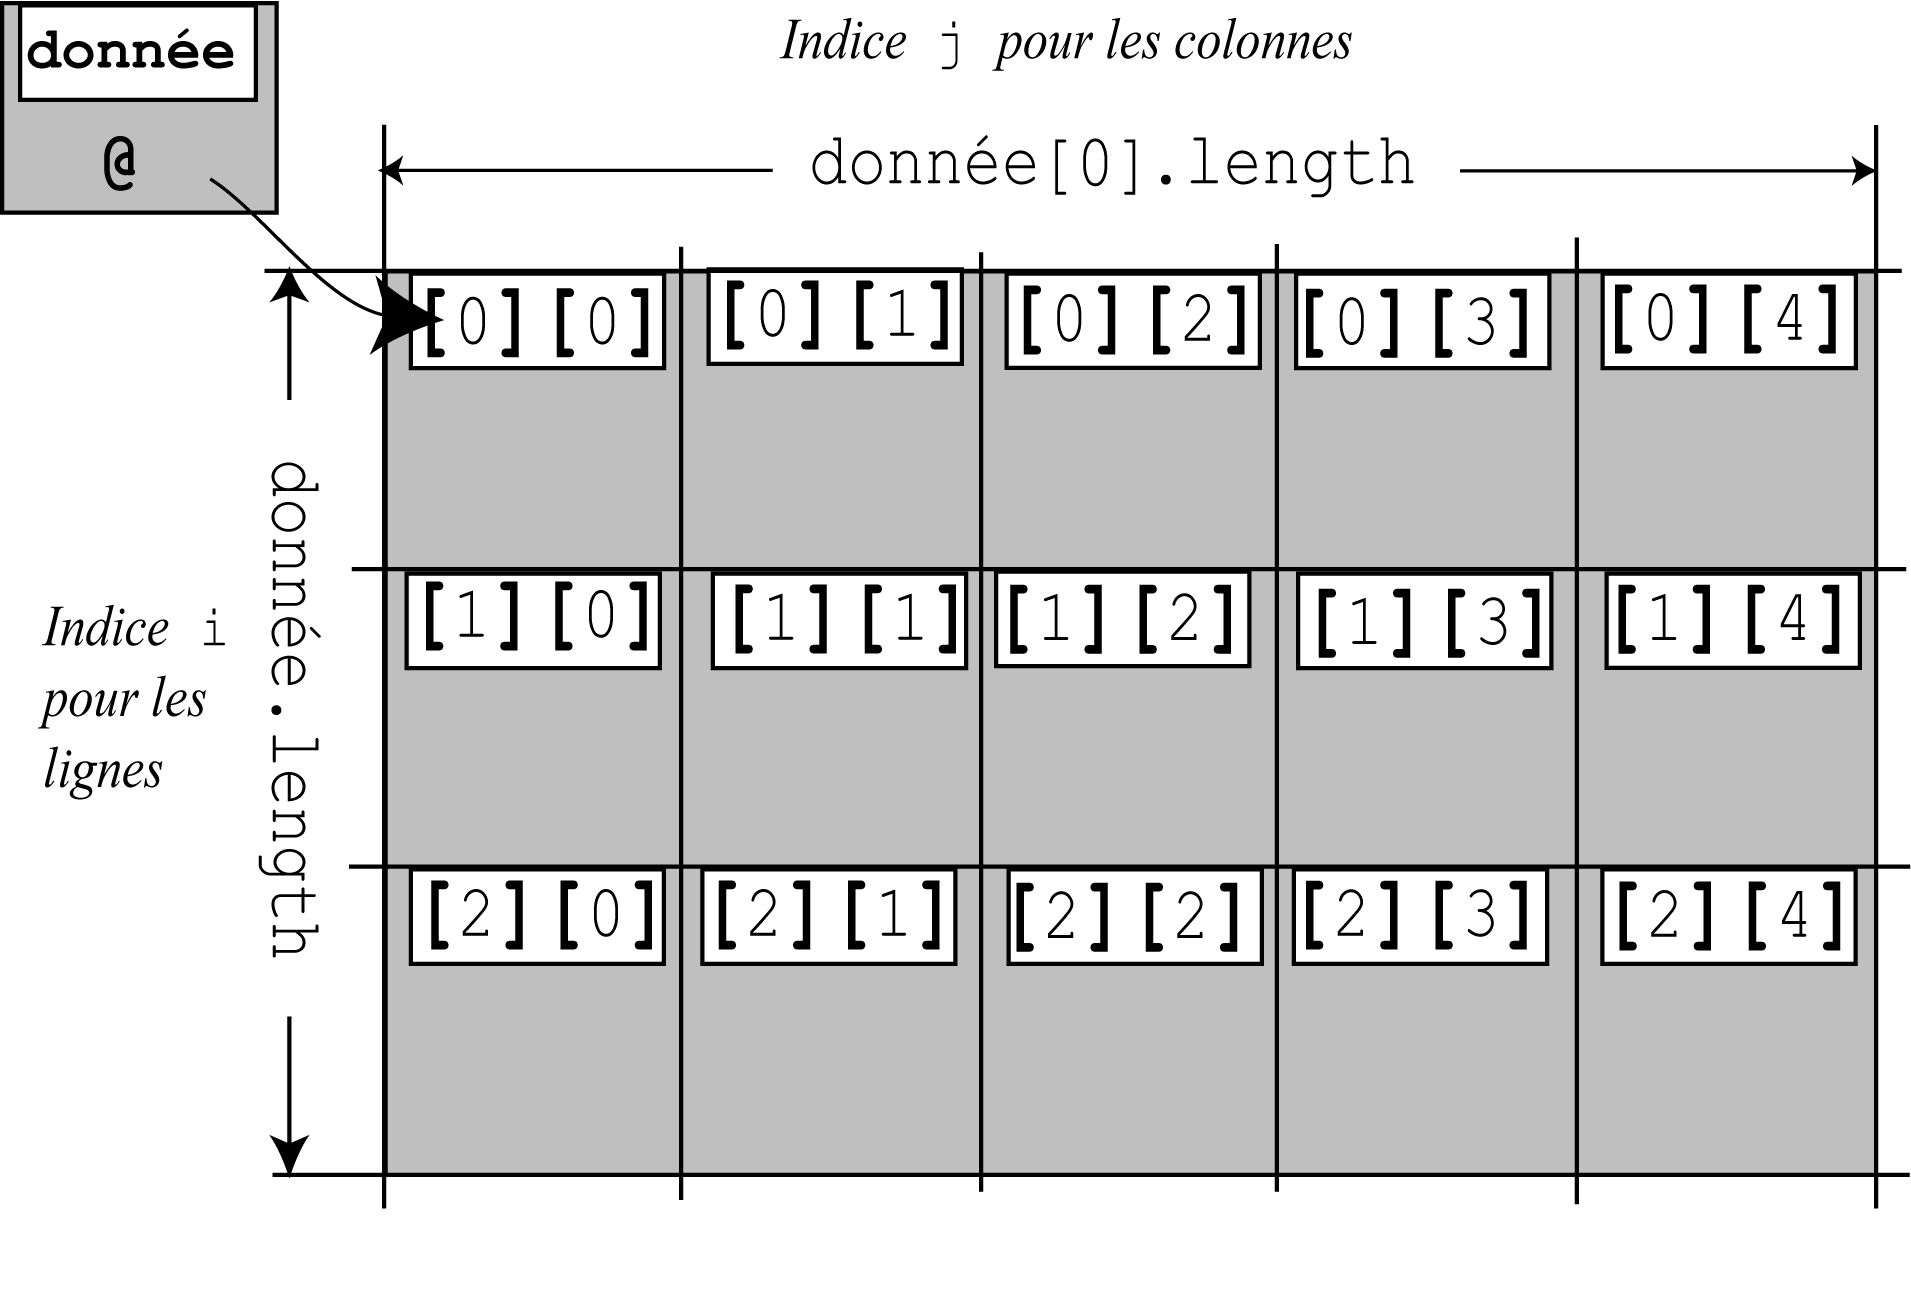 donnée
@
Indice j pour les colonnes
donnée[0].length
[0] [0] [0] [1] [0] [2] [0] [3] [0] [4]
donnée.length
[1] [0] [1] [1] [1] [2] [1] [3] [1] [4]
Indice i
pour les
lignes
[2] [0] [2] [1] [2] [2] [2] [3] [2] [4]